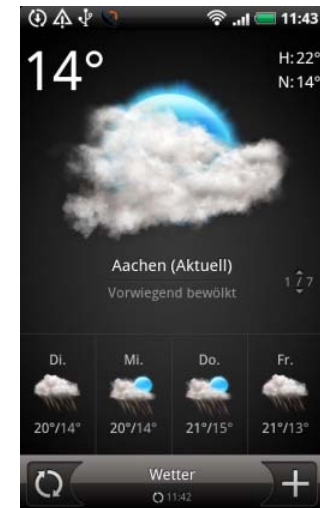 11:43
14°
H: 22°
N: 14°
Aachen (Aktuell)
Vorwiegend bewölkt
1/7
Di. Mi. Do. Fr.
20°/14° 20°/14° 21°/15° 21°/13°
Wetter
11:42